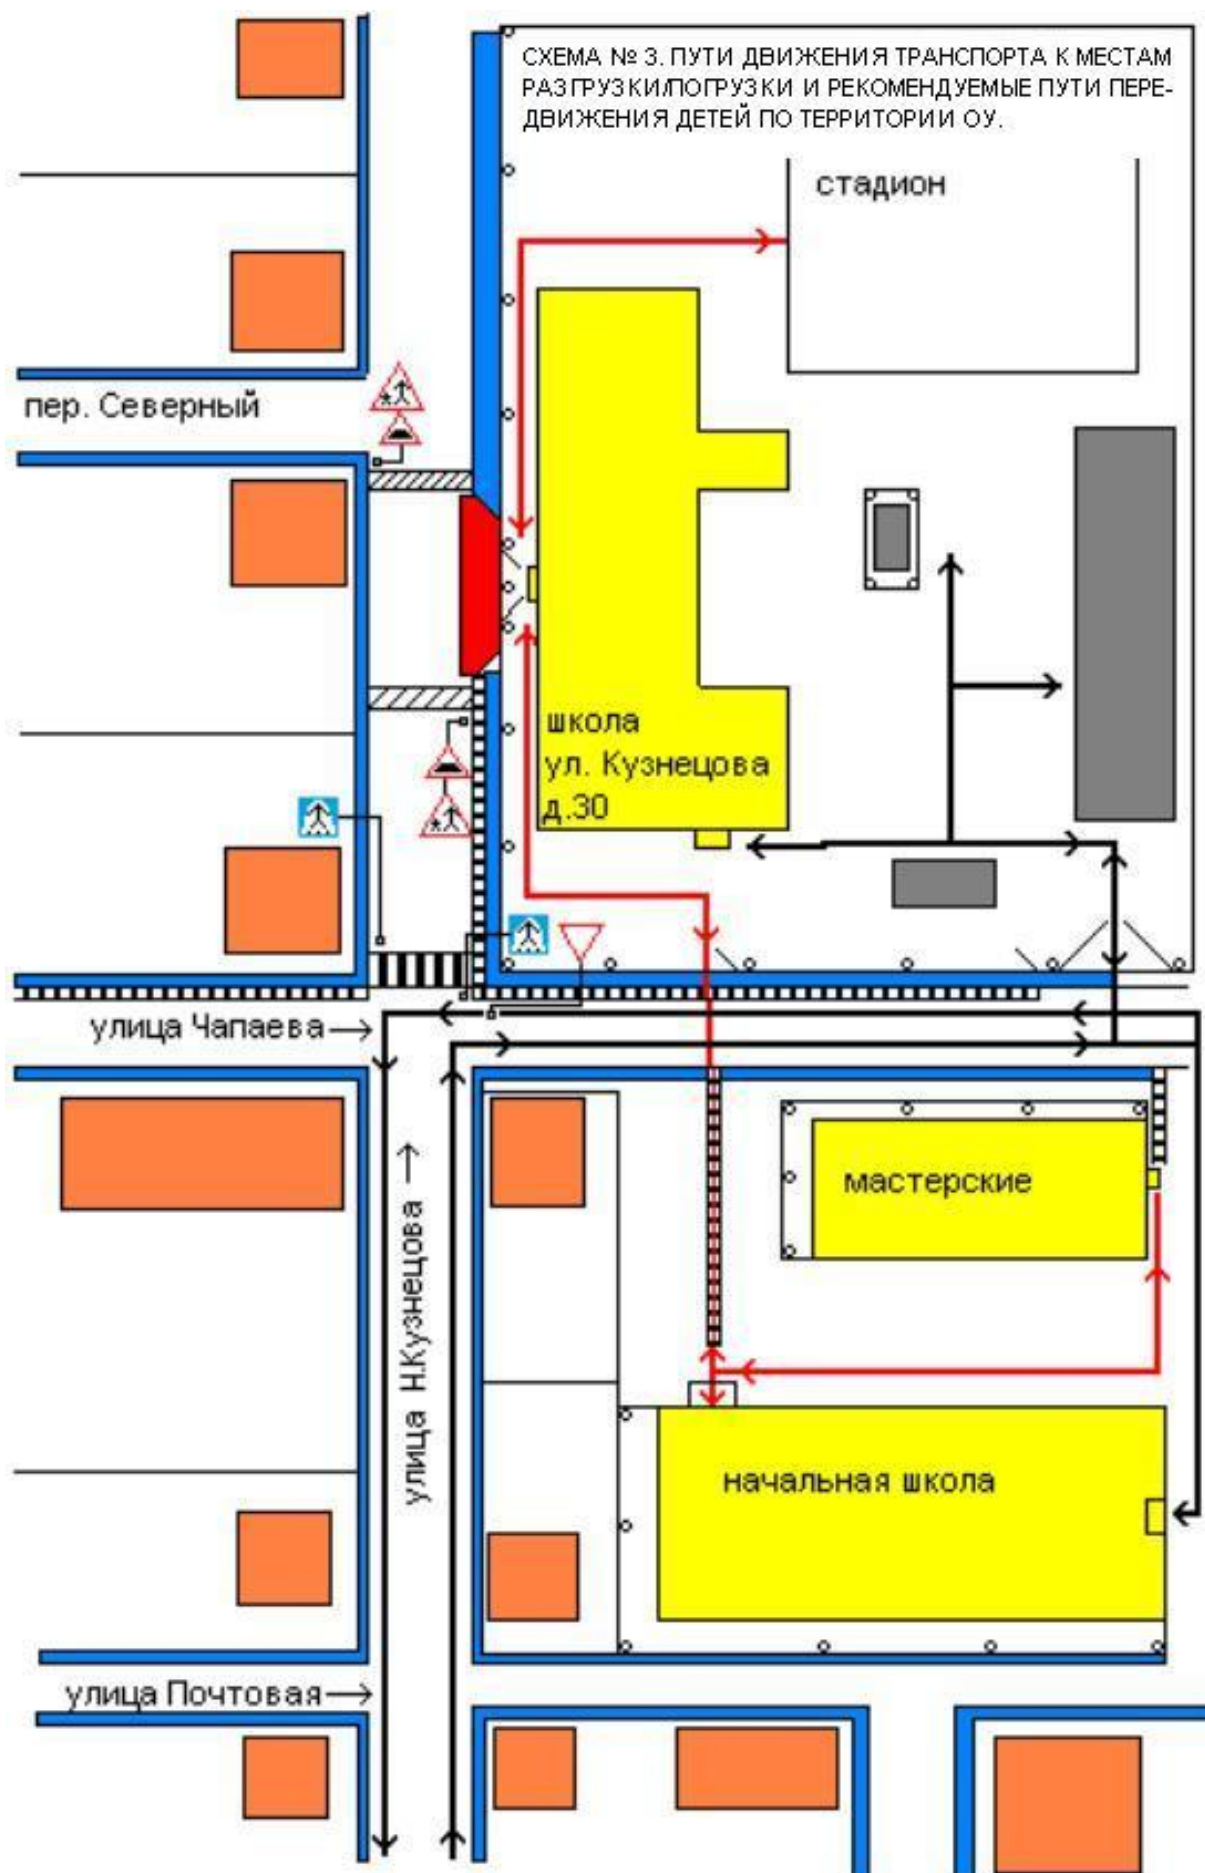 СХЕМА № 3. ПУТИ ДВИЖЕНИЯ ТРАНСПОРТА К МЕСТАМ
РАЗГРУЗКИ/ПОГРУЗКИ И РЕКОМЕНДУЕМЫЕ ПУТИ ПЕРЕ-
ДВИЖЕНИЯ ДЕТЕЙ ПО ТЕРРИТОРИИ ОУ.
стадион
пер. Северный
школа
ул. Кузнецова
д.30
улица Чапаева
мастерские
улица Н.Кузнецова
начальная школа
улица Почтовая